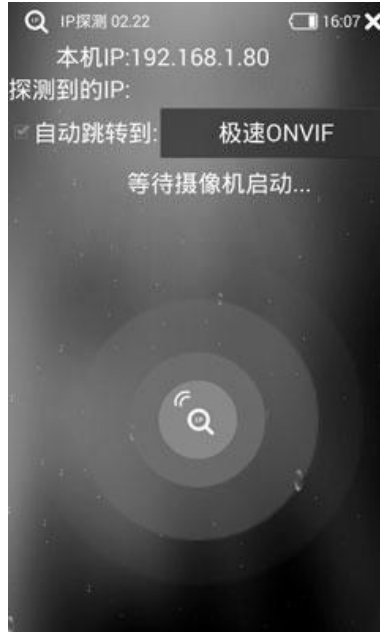 IP探测 02.22 16:07
本机IP:192.168.1.80
探测到的IP:
自动跳转到: 极速ONVIF
等待摄像机启动...
IP